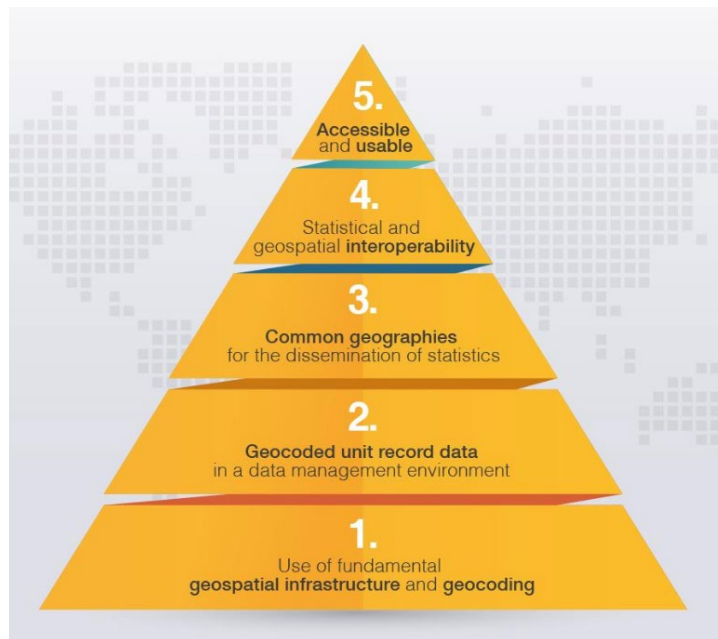 5.
Accessible
and usable
4.
Statistical and
geospatial interoperability
3.
Common geographies
for the dissemination of statistics
2.
Geocoded unit record data
in a data management environment
1.
Use of fundamental
geospatial infrastructure and geocoding